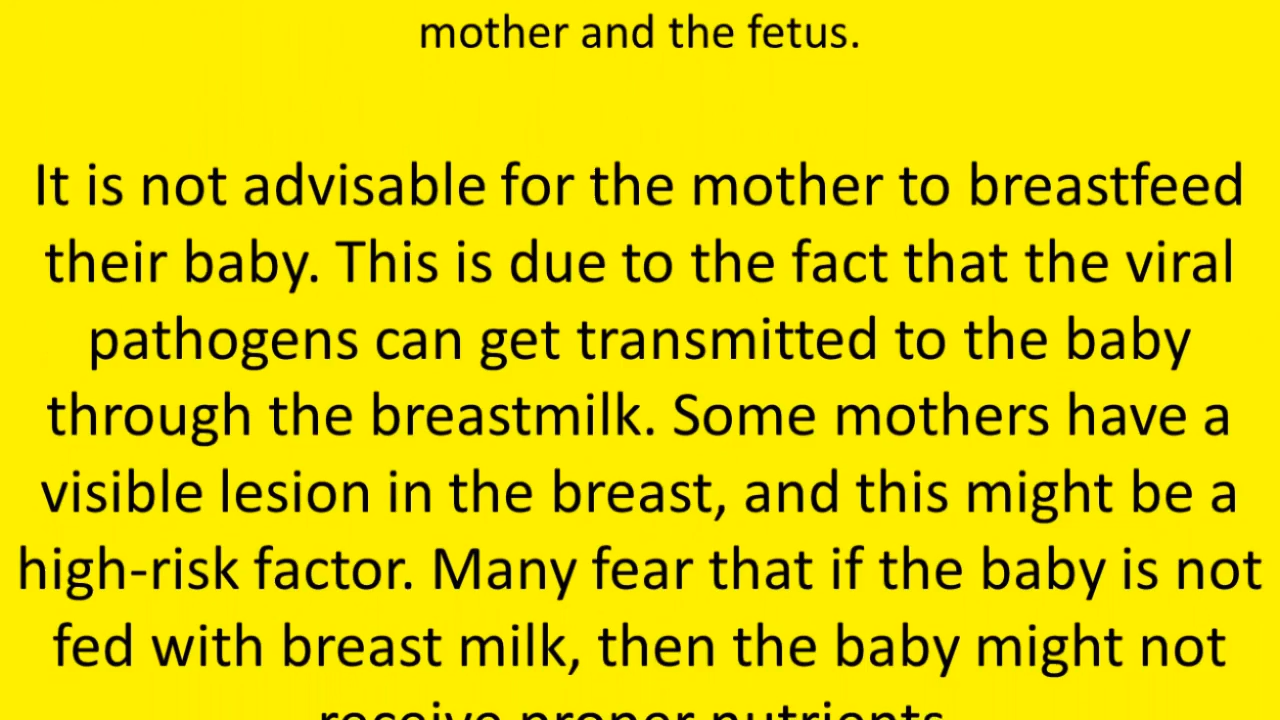 mother and the fetus.
It is not advisable for the mother to breastfeed
their baby. This is due to the fact that the viral
pathogens can get transmitted to the baby
through the breastmilk. Some mothers have a
visible lesion in the breast, and this might be a
high-risk factor. Many fear that if the baby is not
fed with breast milk, then the baby might not
receive proper nutrients